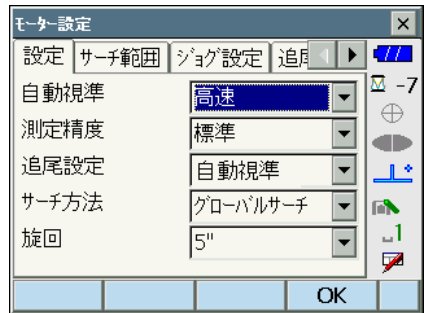 モーター設定
設定 サーチ範囲 ジョグ設定 追尾
自動視準 高速
測定精度 標準
追尾設定 自動視準
サーチ方法 グローバルサーチ
旋回 5"
-7
1
OK